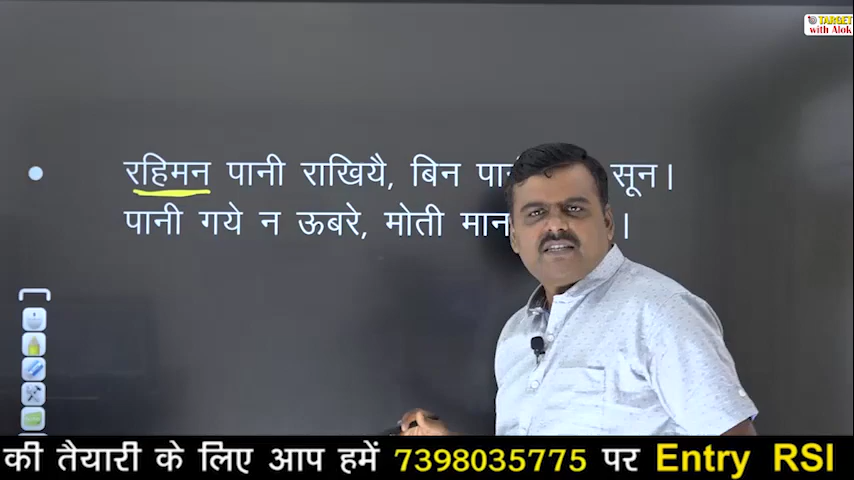 TARGET
with Alok
रहिमन पानी राखियै, बिन सून।
पानी गये न ऊबरे, मोती ।
की तैयारी के लिए आप हमें 7398035775 पर Entry RSI